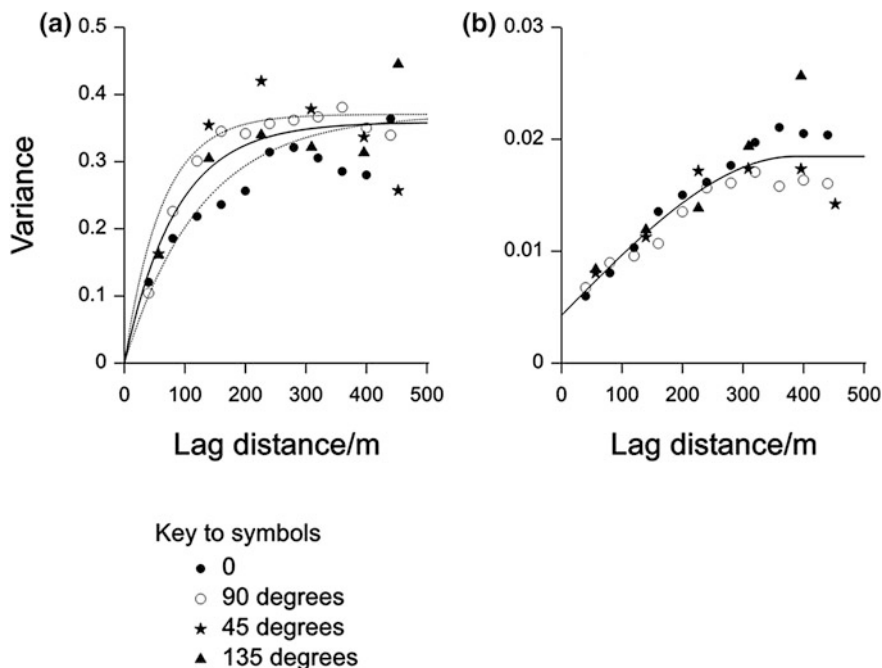 (a)
0.5
0.4
0.3
0.2
0.1
0
Variance
0 100 200 300 400 500
Lag distance/m
(b)
0.03
0.02
0.01
0
0 100 200 300 400 500
Lag distance/m
Key to symbols
0
90 degrees
45 degrees
135 degrees